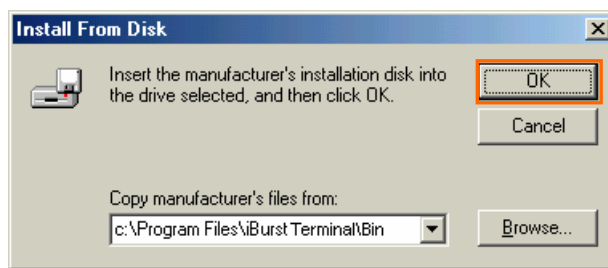 Install From Disk
Insert the manufacturer's installation disk into
the drive selected, and then click OK.
OK
Cancel
Copy manufacturer's files from:
c:\Program Files\iBurst Terminal\Bin
Browse...